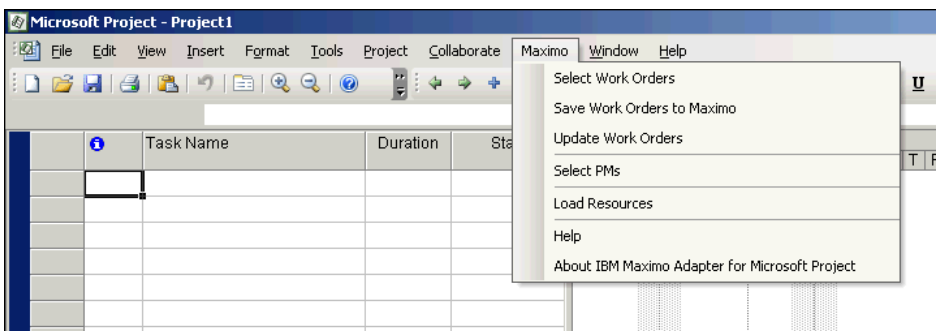 Microsoft Project - Project1
File Edit View Insert Format Tools Project Collaborate Maximo Window Help
Select Work Orders
U
Save Work Orders to Maximo
Update Work Orders
Task Name Duration Sta
T F
Select PMs
Load Resources
Help
About IBM Maximo Adapter for Microsoft Project